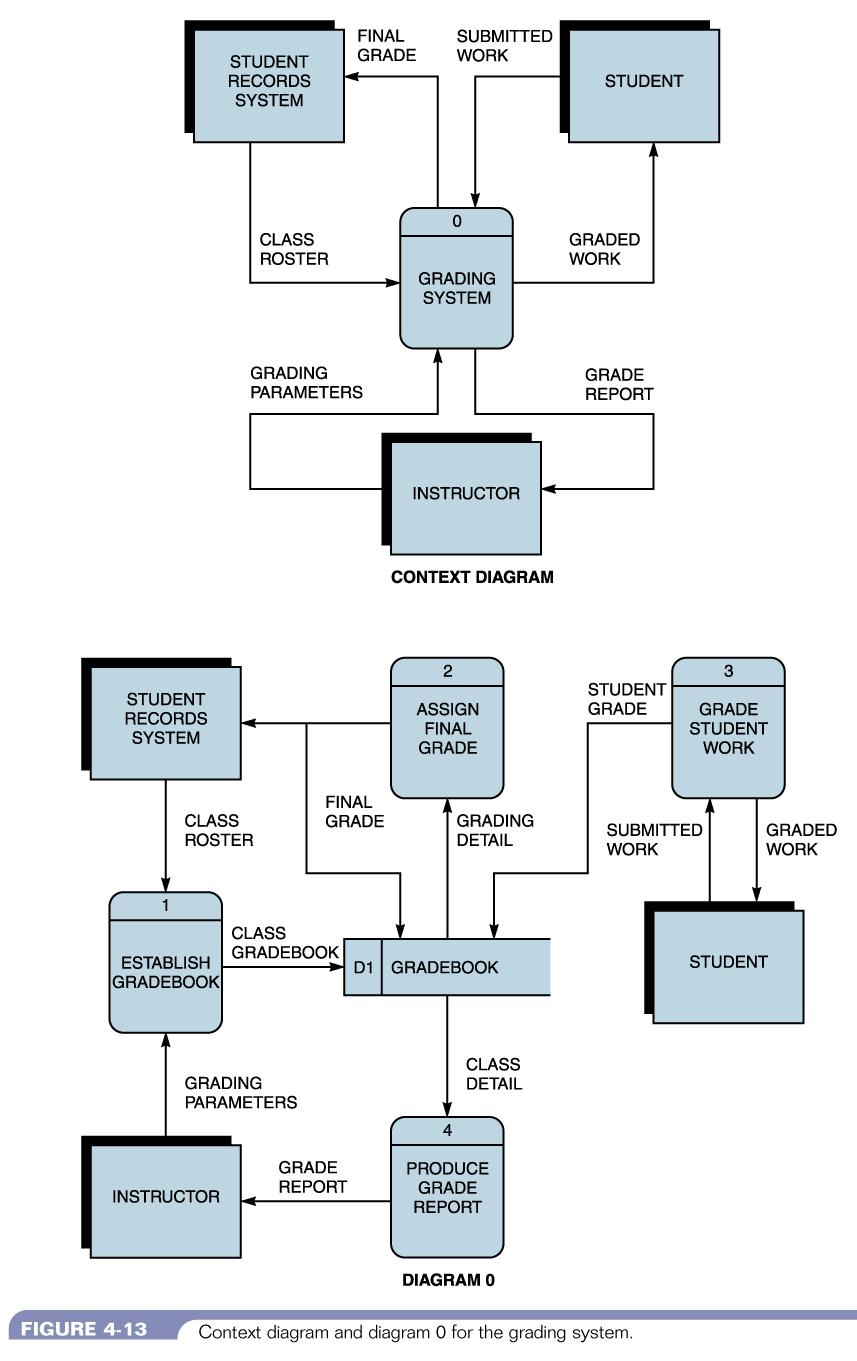 FINAL
GRADE
SUBMITTED
WORK
STUDENT
RECORDS
SYSTEM
STUDENT
0
CLASS
ROSTER
GRADED
WORK
GRADING
SYSTEM
GRADING
PARAMETERS
GRADE
REPORT
INSTRUCTOR
CONTEXT DIAGRAM
STUDENT
RECORDS
SYSTEM
2
ASSIGN
FINAL
GRADE
STUDENT
GRADE
3
GRADE
STUDENT
WORK
CLASS
ROSTER
FINAL
GRADE
GRADING
DETAIL
SUBMITTED
WORK
GRADED
WORK
1
ESTABLISH
GRADEBOOK
CLASS
GRADEBOOK
D1 GRADEBOOK
STUDENT
GRADING
PARAMETERS
CLASS
DETAIL
4
PRODUCE
GRADE
REPORT
GRADE
REPORT
INSTRUCTOR
DIAGRAM 0
FIGURE 4-13 Context diagram and diagram 0 for the grading system.